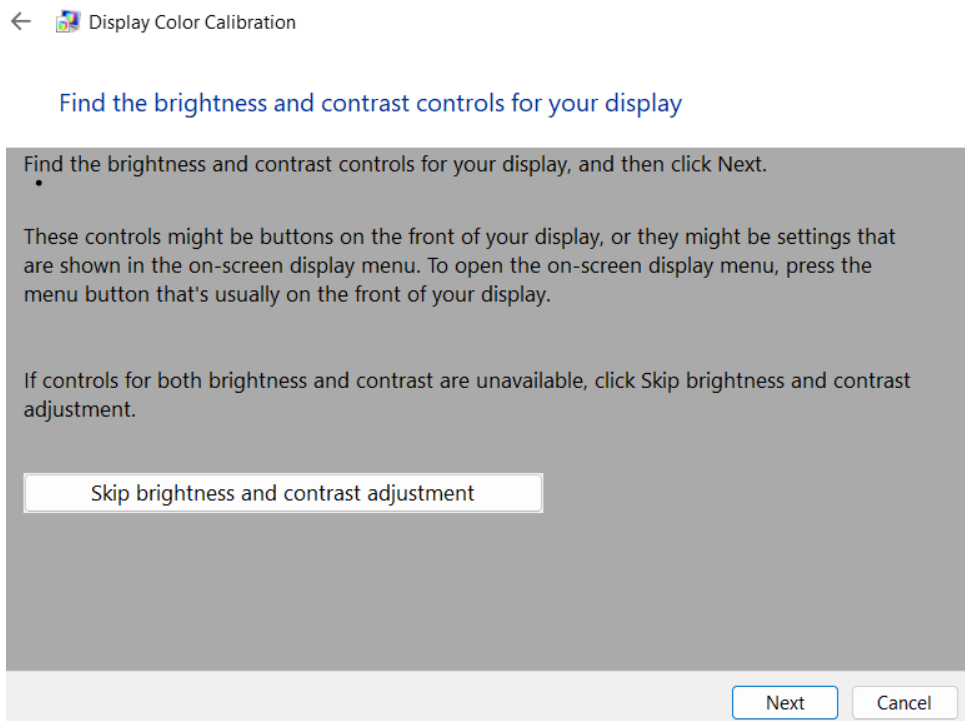 Display Color Calibration
Find the brightness and contrast controls for your display
Find the brightness and contrast controls for your display, and then click Next.
These controls might be buttons on the front of your display, or they might be settings that
are shown in the on-screen display menu. To open the on-screen display menu, press the
menu button that's usually on the front of your display.
If controls for both brightness and contrast are unavailable, click Skip brightness and contrast
adjustment.
Skip brightness and contrast adjustment
Next Cancel